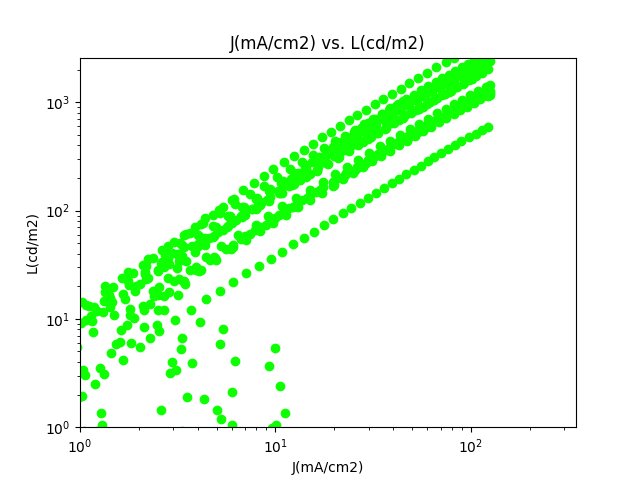 J(mA/cm2) vs. L(cd/m2)
L(cd/m2)
10³
10²
10¹
10⁰
10⁰ 10¹ 10²
J(mA/cm2)